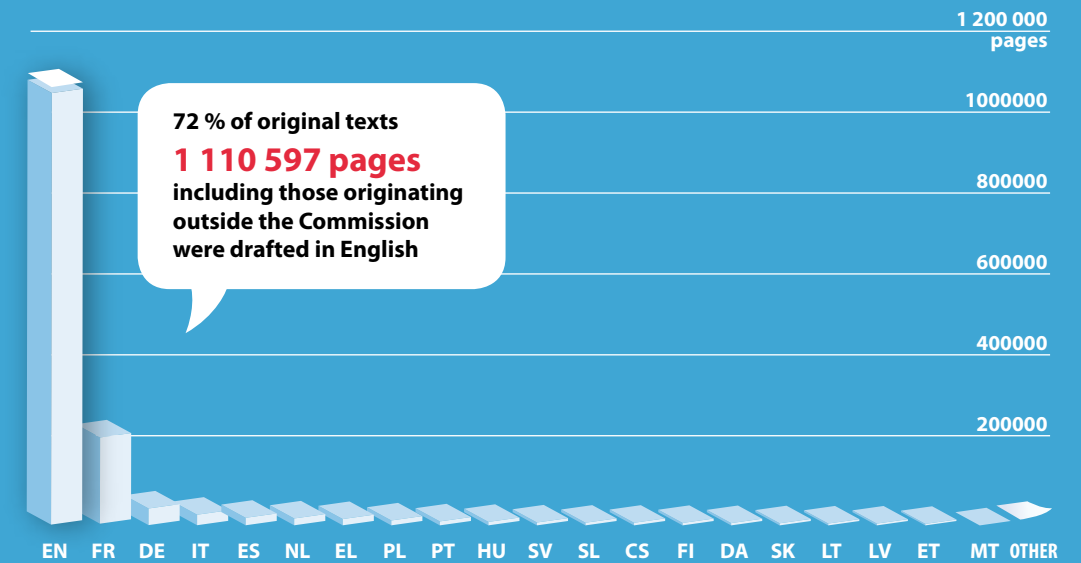 1 200 000
pages
1000000
800000
600000
400000
200000
72 % of original texts
1 110 597 pages
including those originating
outside the Commission
were drafted in English
EN FR DE IT ES NL EL PL PT HU SV SL CS FI DA SK LT LV ET MT OTHER